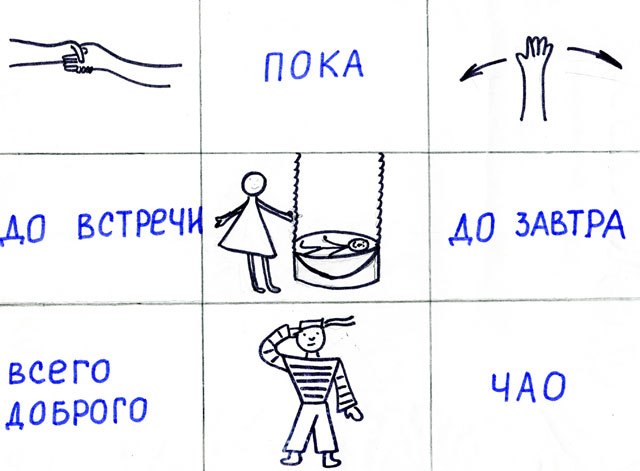 ПОКА
ДО ВСТРЕЧИ
ДО ЗАВТРА
всего
доброго
ЧАО